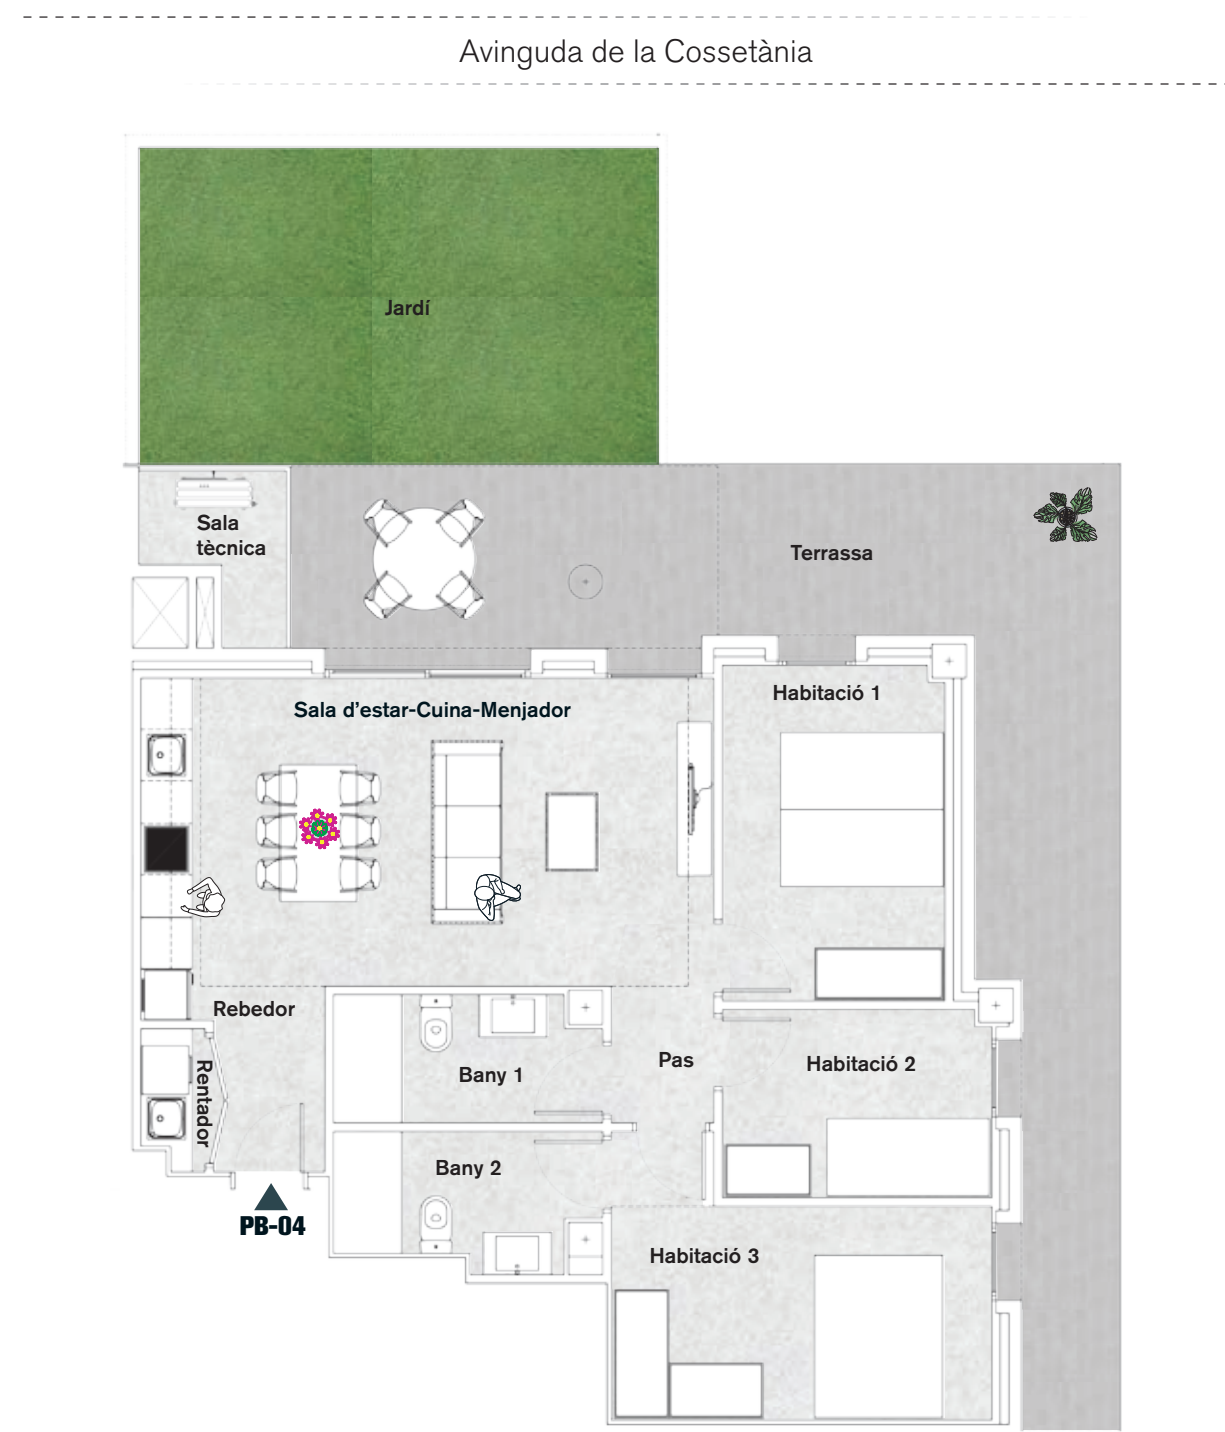 Avinguda de la Cossetània
Jardí
Sala
tècnica
Terrassa
Habitació 1
Sala d'estar-Cuina-Menjador
Rebedor
Rentador
Bany 1
Pas
Habitació 2
Bany 2
PB-04
Habitació 3